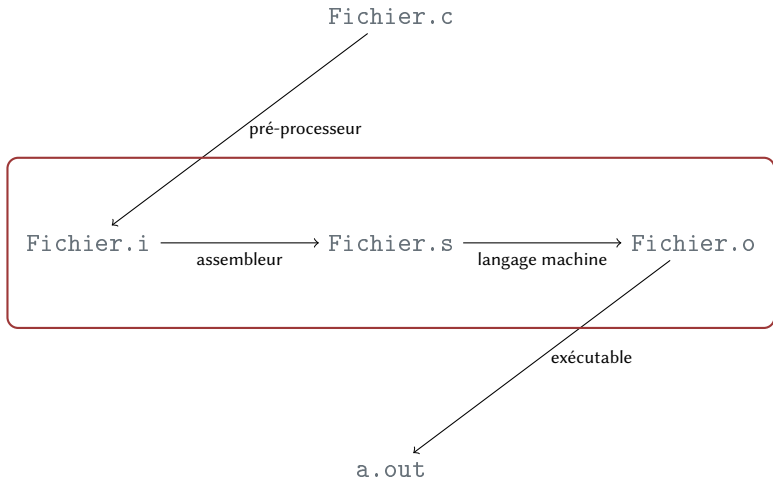 Fichier.c
pré-processeur
Fichier.i
assembleur
Fichier.s
langage machine
Fichier.o
exécutable
a.out